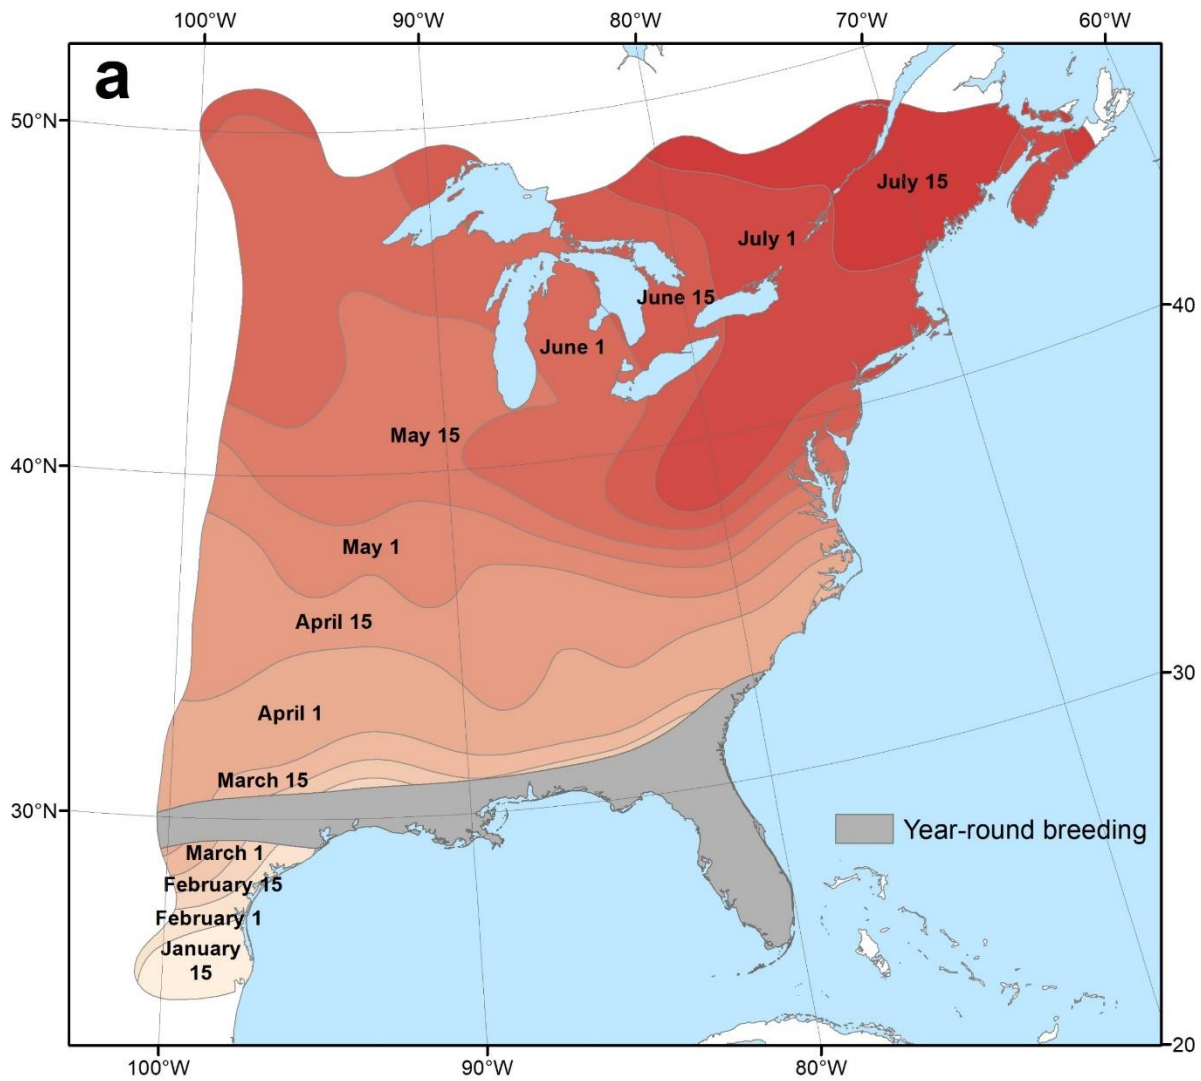 100°W 90°W 80°W 70°W 60°W
a
50°N
July 15
July 1
June 15
40
June 1
May 15
40°N
May 1
April 15
30
April 1
March 15
30°N
Year-round breeding
March 1
February 15
February 1
January
15
20
100°W 90°W 80°W